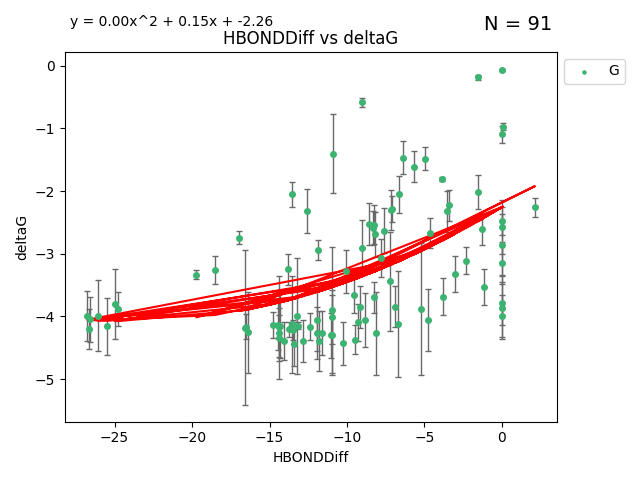 y = 0.00x^2 + 0.15x + -2.26
N = 91
HBONDDiff vs deltaG
G
0
−1
−2
−3
−4
−5
deltaG
−25 −20 −15 −10 −5 0
HBONDDiff